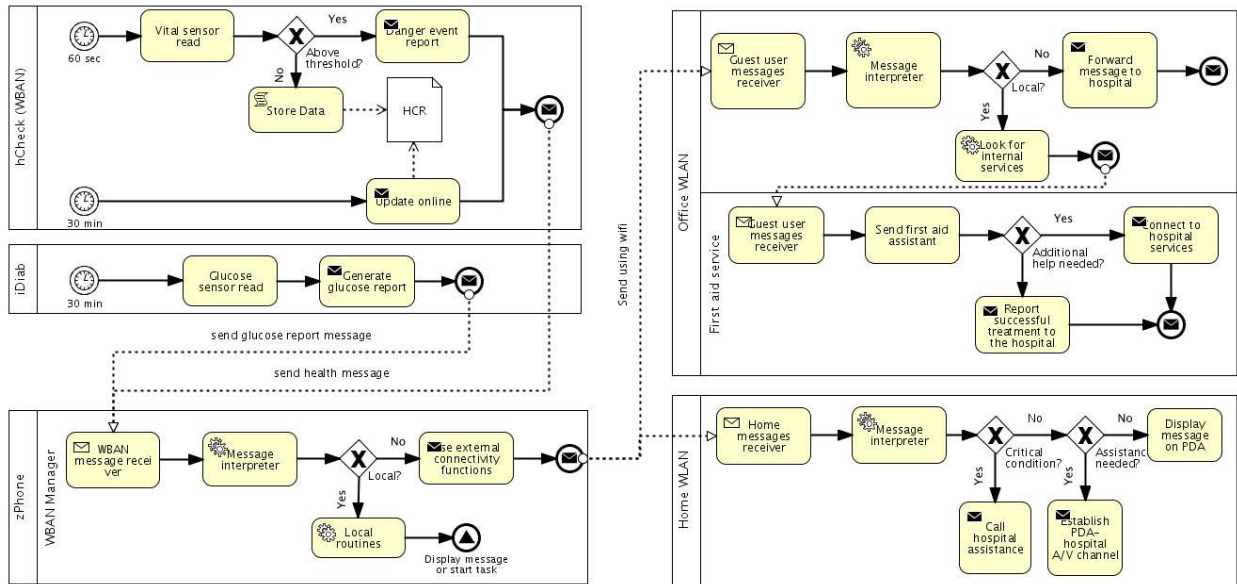 hCheck (WBAN)
60 sec
Vital sensor
read
Yes
Above
threshold?
No
Danger event
report
Store Data
HCR
30 min
Update online
iDiab
30 min
Glucose
sensor read
Generate
glucose report
send glucose report message
send health message
zPhone
WBAN Manager
WBAN
message recei
ver
Message
interpreter
Local?
No
Yes
se external
connectivity
functions
Local
routines
Display message
or start task
Send using wifi
Office WLAN
Guest user
messages
receiver
Message
interpreter
Local?
No
Yes
Forward
message to
hospital
Look for
internal
services
First aid service
Guest user
messages
receiver
Send first aid
assistant
Yes
Additional
help needed?
Connect to
hospital
services
Report
successful
treatment to
the hospital
Home WLAN
Home
messages
receiver
Message
interpreter
No
Critical
condition?
Yes
No
Assistanc
needed?
Yes
Display
message
on PDA
Call
hospital
assistance
Establish
PDA-
hospital
A/V channel